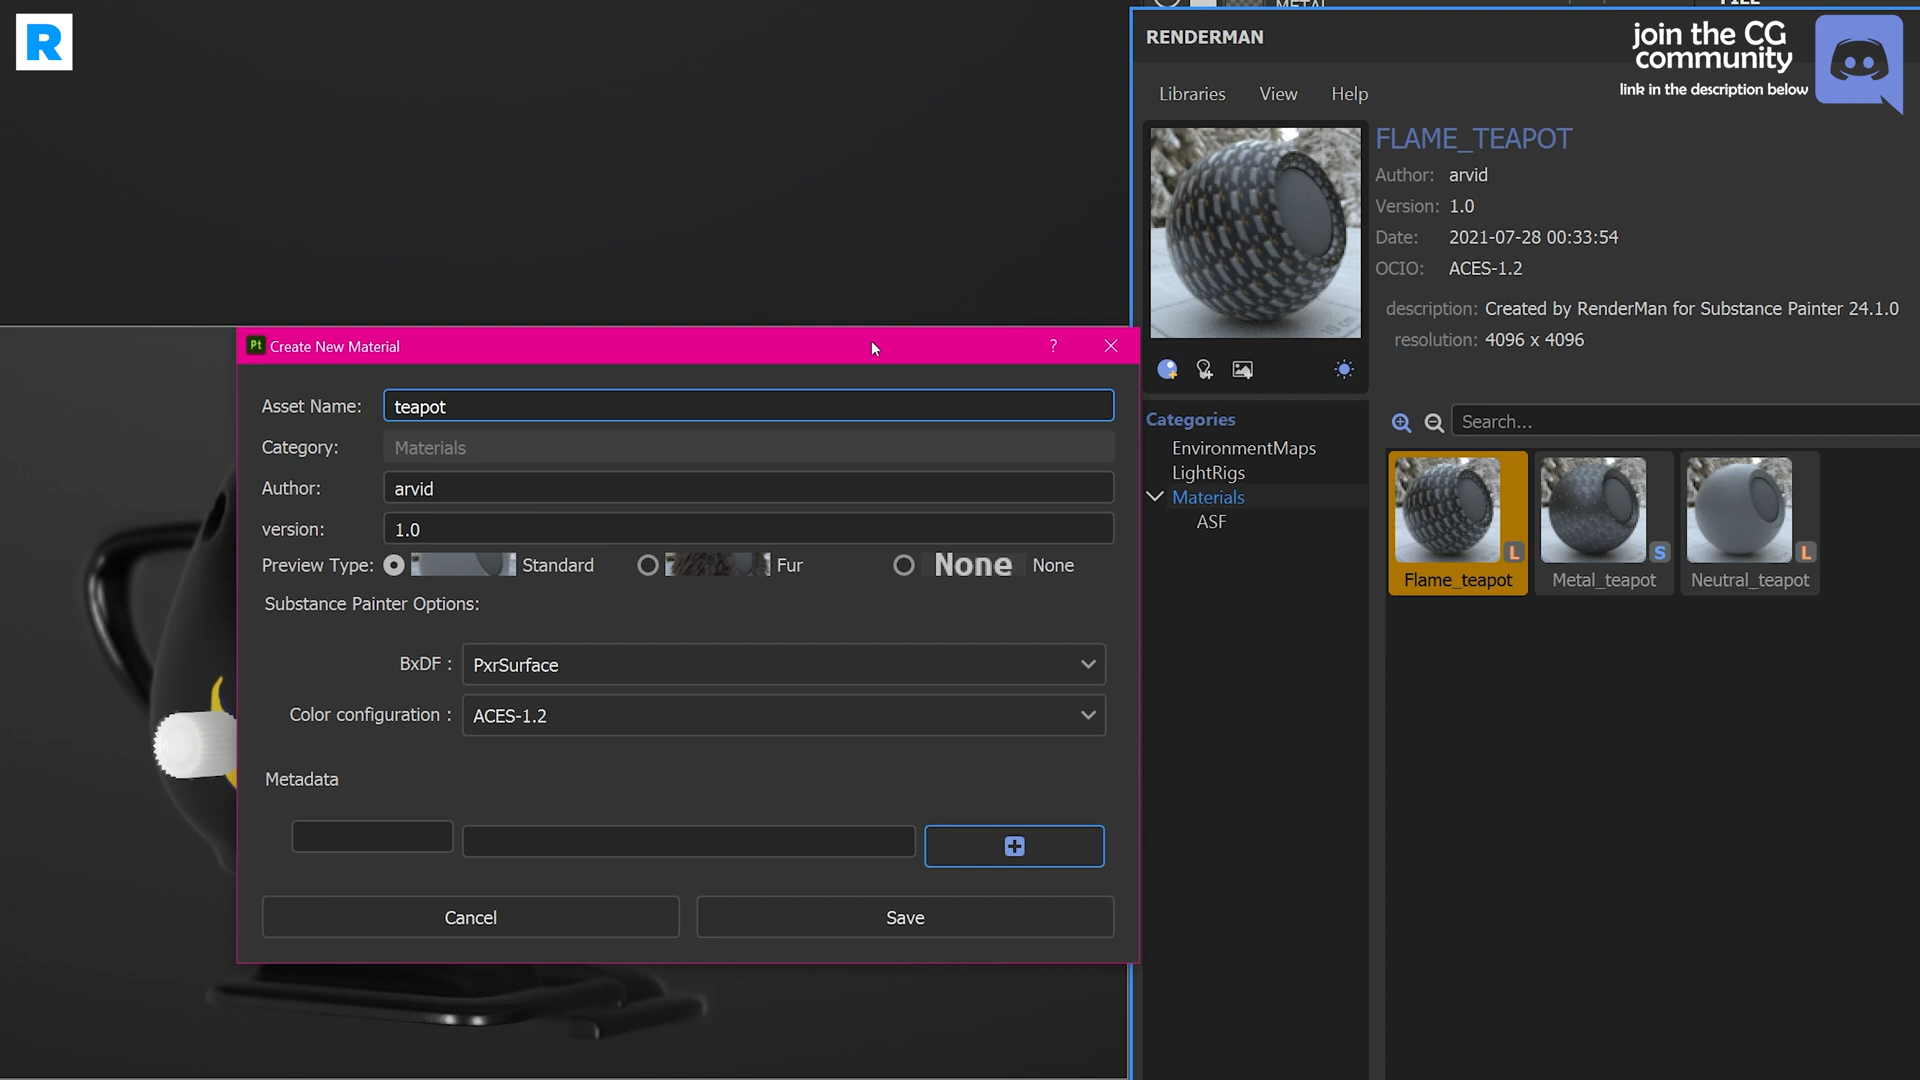 R
METAL
FILL
RENDERMAN
join the CG
community
link in the description below
Libraries View Help
FLAME_TEAPOT
Author: arvid
Version: 1.0
Date: 2021-07-28 00:33:54
OCIO: ACES-1.2
description: Created by RenderMan for Substance Painter 24.1.0
resolution: 4096 x 4096
Pt Create New Material ?
Asset Name: teapot
Category: Materials
Author: arvid
version: 1.0
Preview Type: Standard Fur None None
Substance Painter Options:
BxDF : PxrSurface
Color configuration : ACES-1.2
Metadata
Cancel Save
Categories
EnvironmentMaps
LightRigs
Materials
ASF
Search...
L S L
Flame_teapot Metal_teapot Neutral_teapot